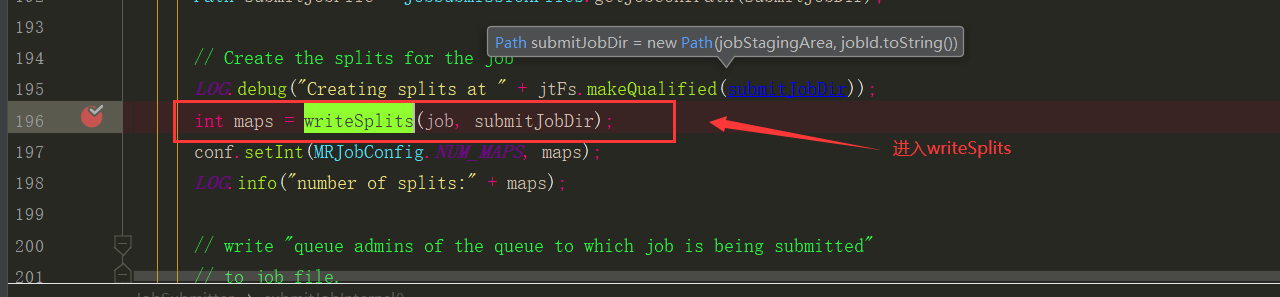 193
Path submitJobDir = new Path(jobStagingArea, jobId.toString())
194 // Create the splits for the job
195 LOG.debug("Creating splits at " + jtFs.makeQualified(submitJobDir));
196 int maps = writeSplits(job, submitJobDir);
进入writeSplits
197 conf.setInt(MRJobConfig.NUM_MAPS, maps);
198 LOG.info("number of splits:" + maps);
199
200 // write "queue admins of the queue to which job is being submitted"
201 // to job file.